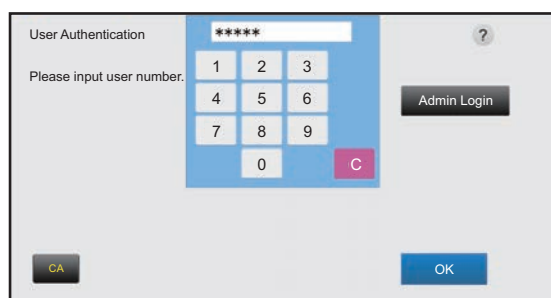 User Authentication
*****
?
Please input user number.
1 2 3
4 5 6
Admin Login
7 8 9
0 C
CA
OK